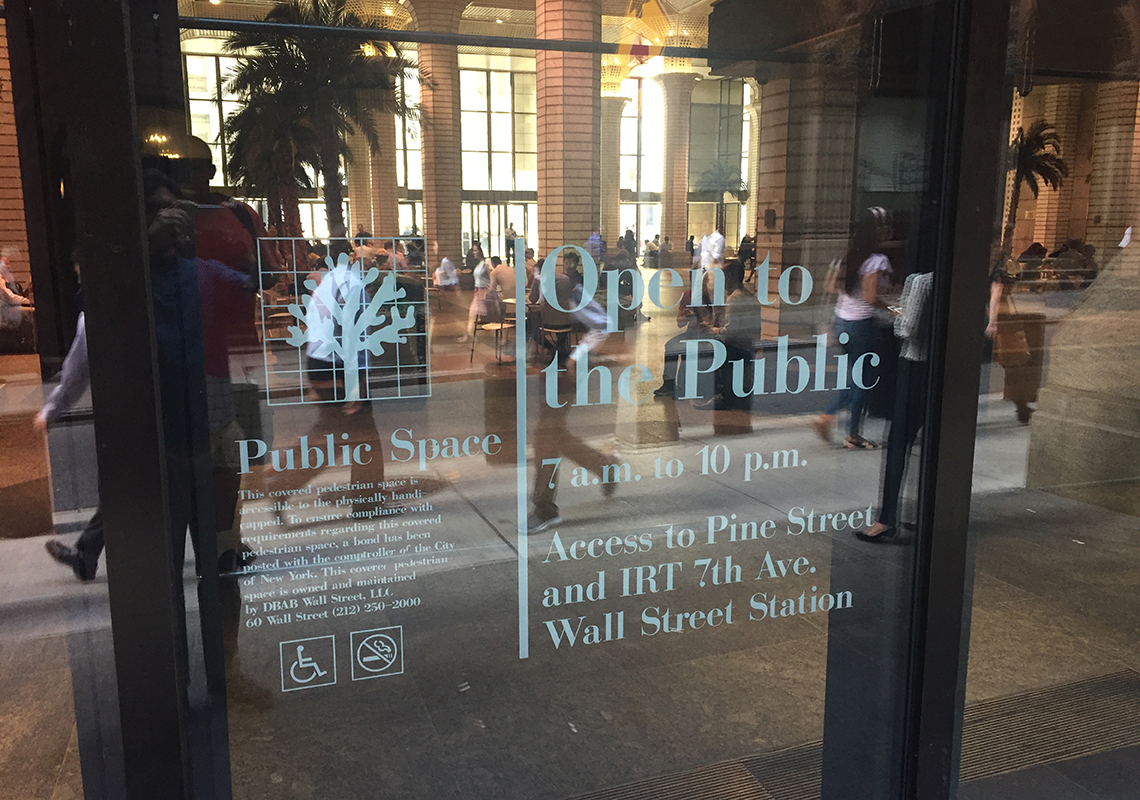 Public Space
This covered pedestrian space is
accessible to the physically handi
capped. To ensure compliance with
requirements regarding this covered
pedestrian space, a bond has been
posted with the comptroller of the City
of New York. This covered pedestrian
space is owned and maintained
by DBAB Wall Street, LLC
60 Wall Street (212) 250–2000
Open to
the Public
7 a.m. to 10 p.m.
Access to Pine Street
and IRT 7th Ave.
Wall Street Station